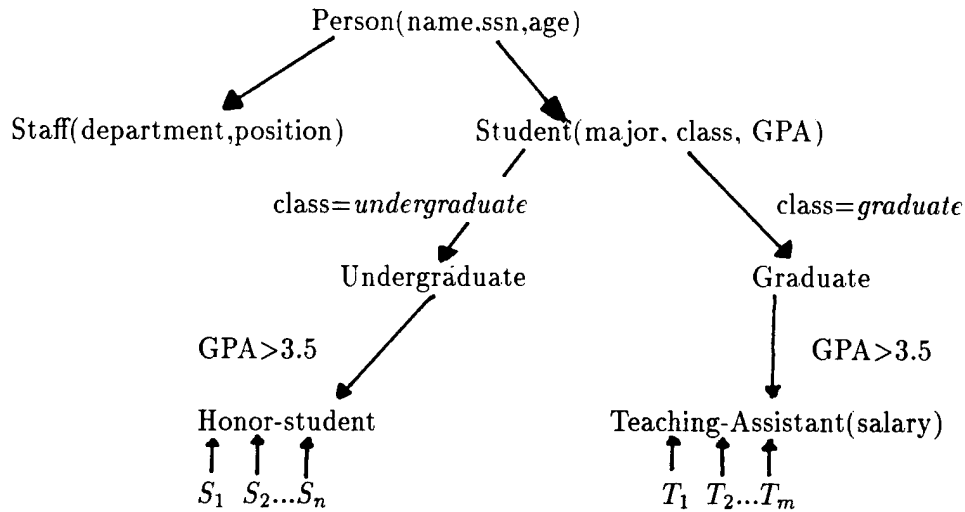 Person(name.ssn,age)
Staff(department,position)
Student(major. class, GPA)
class=undergraduate
class=graduate
Undergraduate
Graduate
GPA>3.5
GPA>3.5
Honor-student
Teaching-Assistant(salary)
S1 S2...Sn
T1 T2...Tm